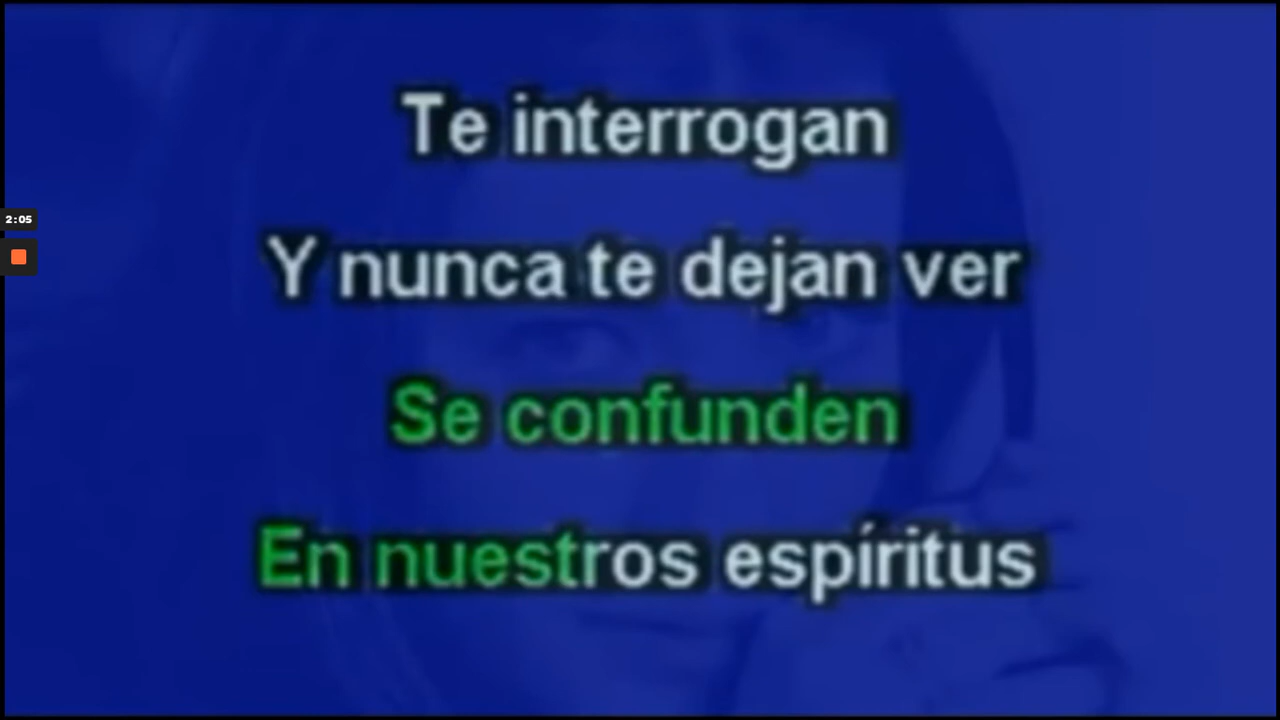 Te interrogan
Y nunca te dejan ver
2:05
Se confunden
En nuestros espíritus